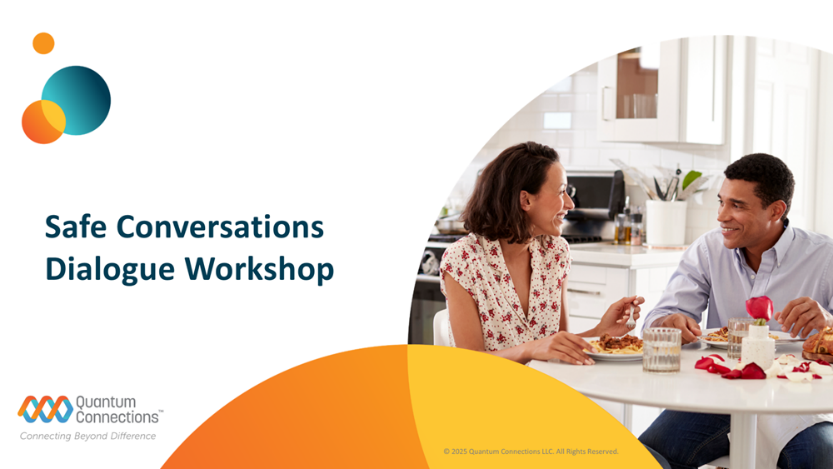 Safe Conversations
Dialogue Workshop
Quantum
Connections™
Connecting Beyond Difference
© 2025 Quantum Connections LLC. All Rights Reserved.